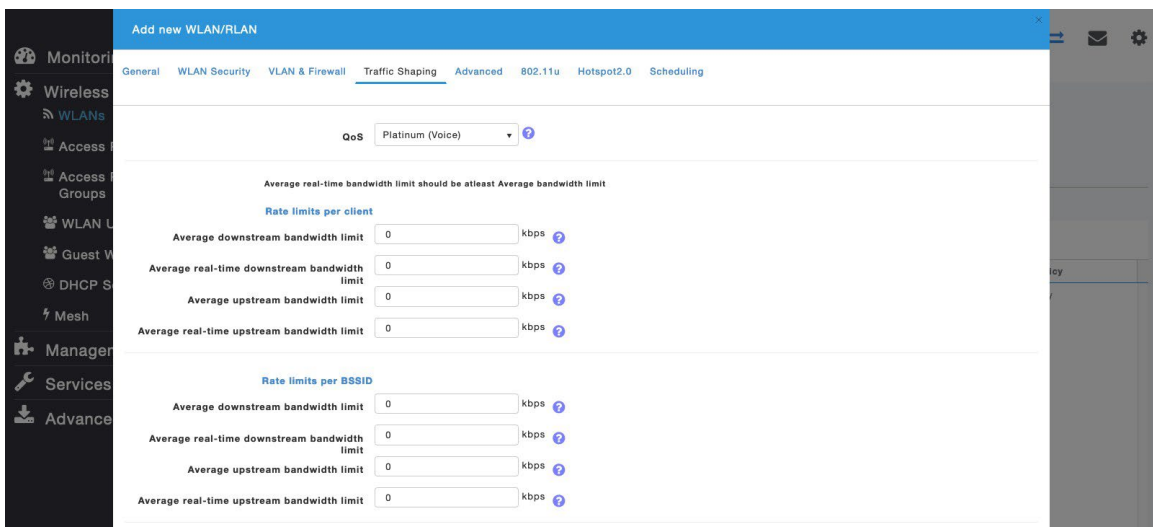 Add new WLAN/RLAN
General WLAN Security VLAN & Firewall Traffic Shaping Advanced 802.11u Hotspot2.0 Scheduling
Wireless
WLANs
Access
Access
Groups
WLAN
Guest
DHCP
Mesh
Services
QoS Platinum (Voice)
Average real-time bandwidth limit should be atleast Average bandwidth limit
Rate limits per client
Average downstream bandwidth limit 0 kbps
Average real-time downstream bandwidth limit 0 kbps
Average upstream bandwidth limit 0 kbps
Average real-time upstream bandwidth limit 0 kbps
Rate limits per BSSID
Average downstream bandwidth limit 0 kbps
Average real-time downstream bandwidth limit 0 kbps
Average upstream bandwidth limit 0 kbps
Average real-time upstream bandwidth limit 0 kbps